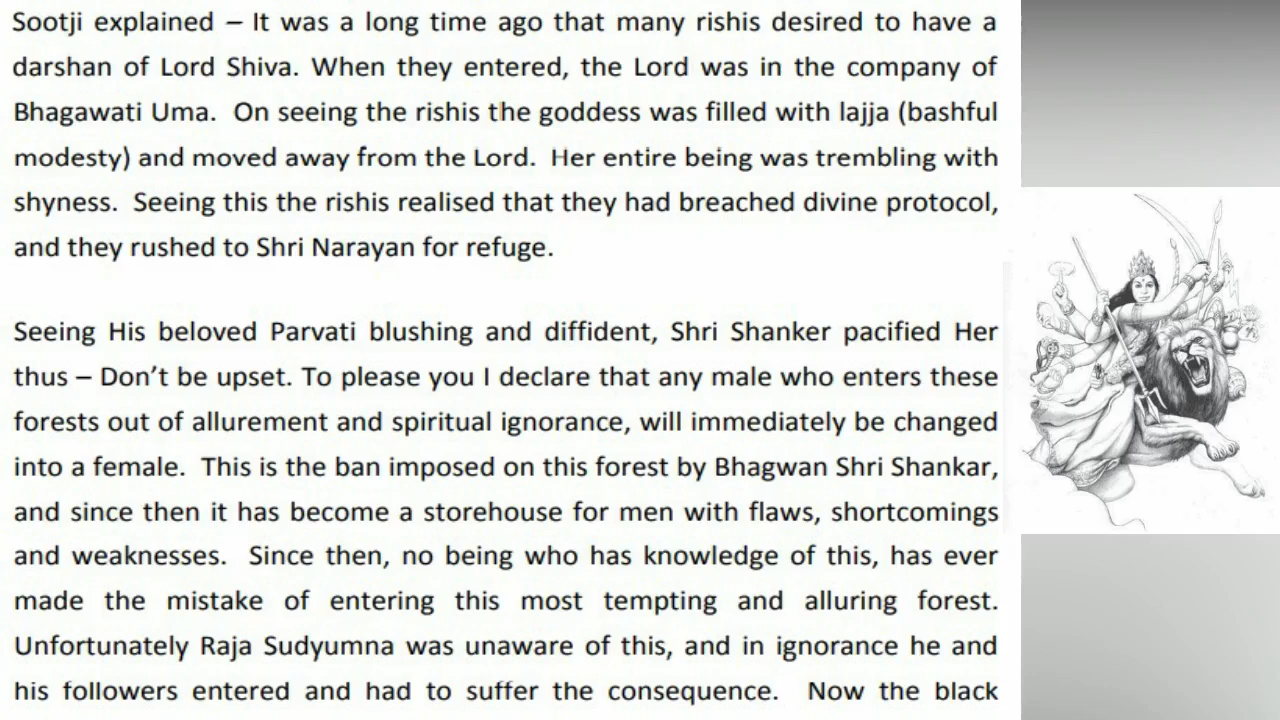 Sootji explained – It was a long time ago that many rishis desired to have a
darshan of Lord Shiva. When they entered, the Lord was in the company of
Bhagawati Uma.  On seeing the rishis the goddess was filled with lajja (bashful
modesty) and moved away from the Lord.  Her entire being was trembling with
shyness.  Seeing this the rishis realised that they had breached divine protocol,
and they rushed to Shri Narayan for refuge.
Seeing His beloved Parvati blushing and diffident, Shri Shanker pacified Her
thus – Don’t be upset. To please you I declare that any male who enters these
forests out of allurement and spiritual ignorance, will immediately be changed
into a female.  This is the ban imposed on this forest by Bhagwan Shri Shankar,
and since then it has become a storehouse for men with flaws, shortcomings
and weaknesses.  Since then, no being who has knowledge of this, has ever
made the mistake of entering this most tempting and alluring forest.
Unfortunately Raja Sudyumna was unaware of this, and in ignorance he and
his followers entered and had to suffer the consequence.  Now the black